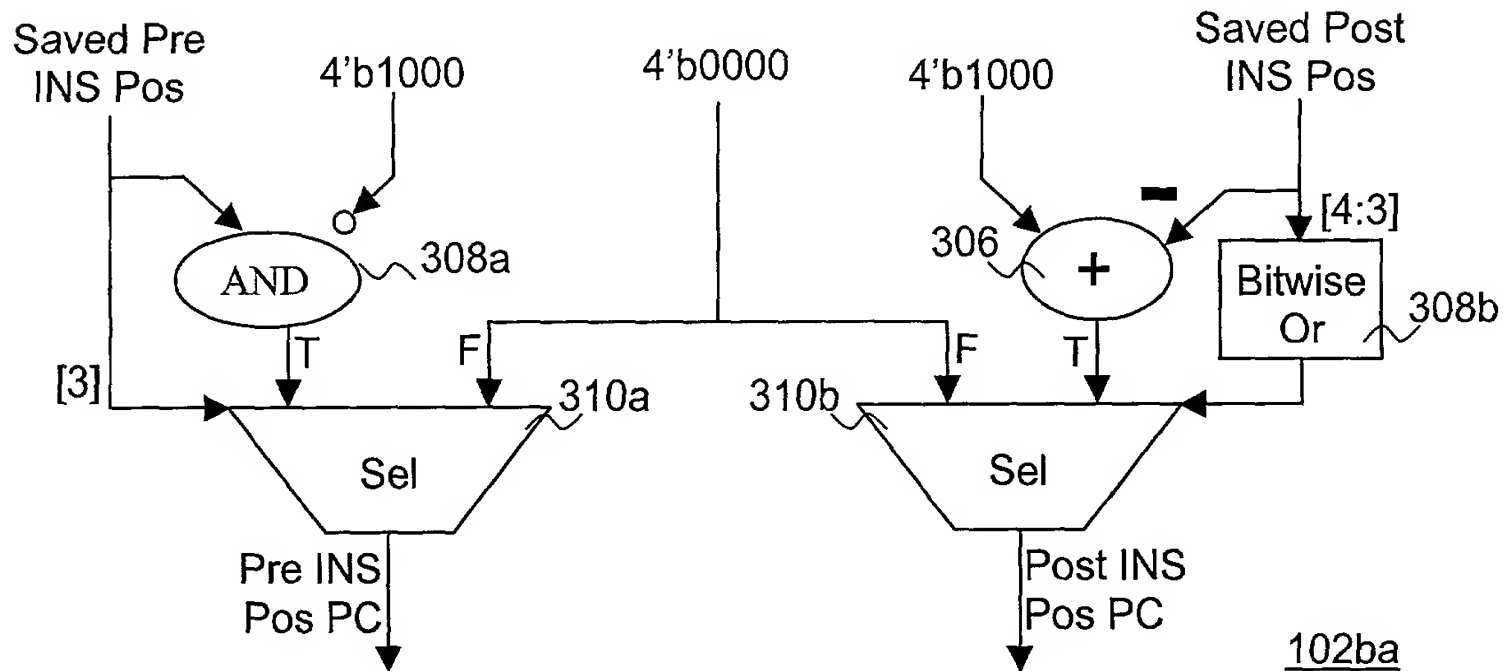 Saved Pre
INS Pos
4'b1000
4'b0000
4'b1000
Saved Post
INS Pos
[4:3]
AND
308a
306
+
-
Bitwise
Or
308b
T
F
F
T
[3]
310a
310b
Sel
Sel
Pre INS
Pos PC
Post INS
Pos PC
102ba